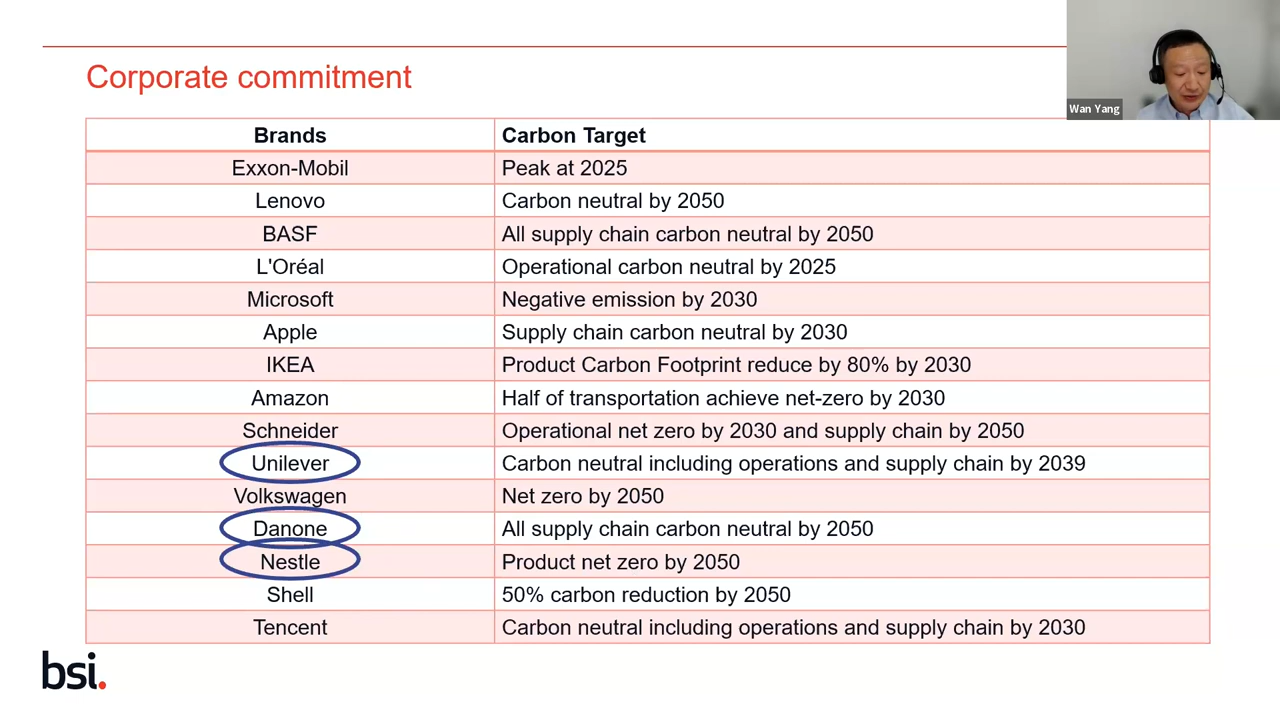 Corporate commitment
Wan Yang
Brands Carbon Target
Exxon-Mobil Peak at 2025
Lenovo Carbon neutral by 2050
BASF All supply chain carbon neutral by 2050
L'Oréal Operational carbon neutral by 2025
Microsoft Negative emission by 2030
Apple Supply chain carbon neutral by 2030
IKEA Product Carbon Footprint reduce by 80% by 2030
Amazon Half of transportation achieve net-zero by 2030
Schneider Operational net zero by 2030 and supply chain by 2050
Unilever Carbon neutral including operations and supply chain by 2039
Volkswagen Net zero by 2050
Danone All supply chain carbon neutral by 2050
Nestle Product net zero by 2050
Shell 50% carbon reduction by 2050
Tencent Carbon neutral including operations and supply chain by 2030
bsi.